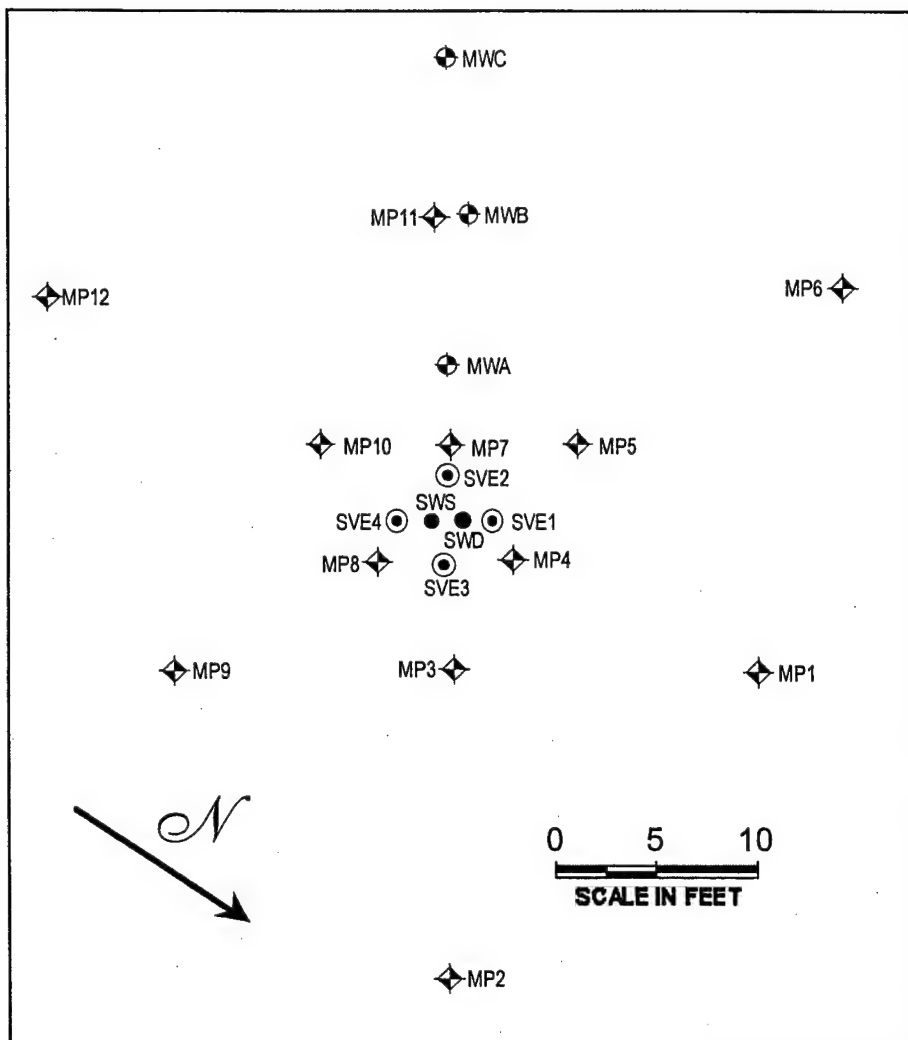 MWC
MP11 MWB
MP12
MP6
MWA
MP10 MP7 MP5
SVE2
SWS
SVE4 SVE1
SWD
MP8 MP4
SVE3
MP9 MP3 MP1
N
0 5 10
SCALE IN FEET
MP2